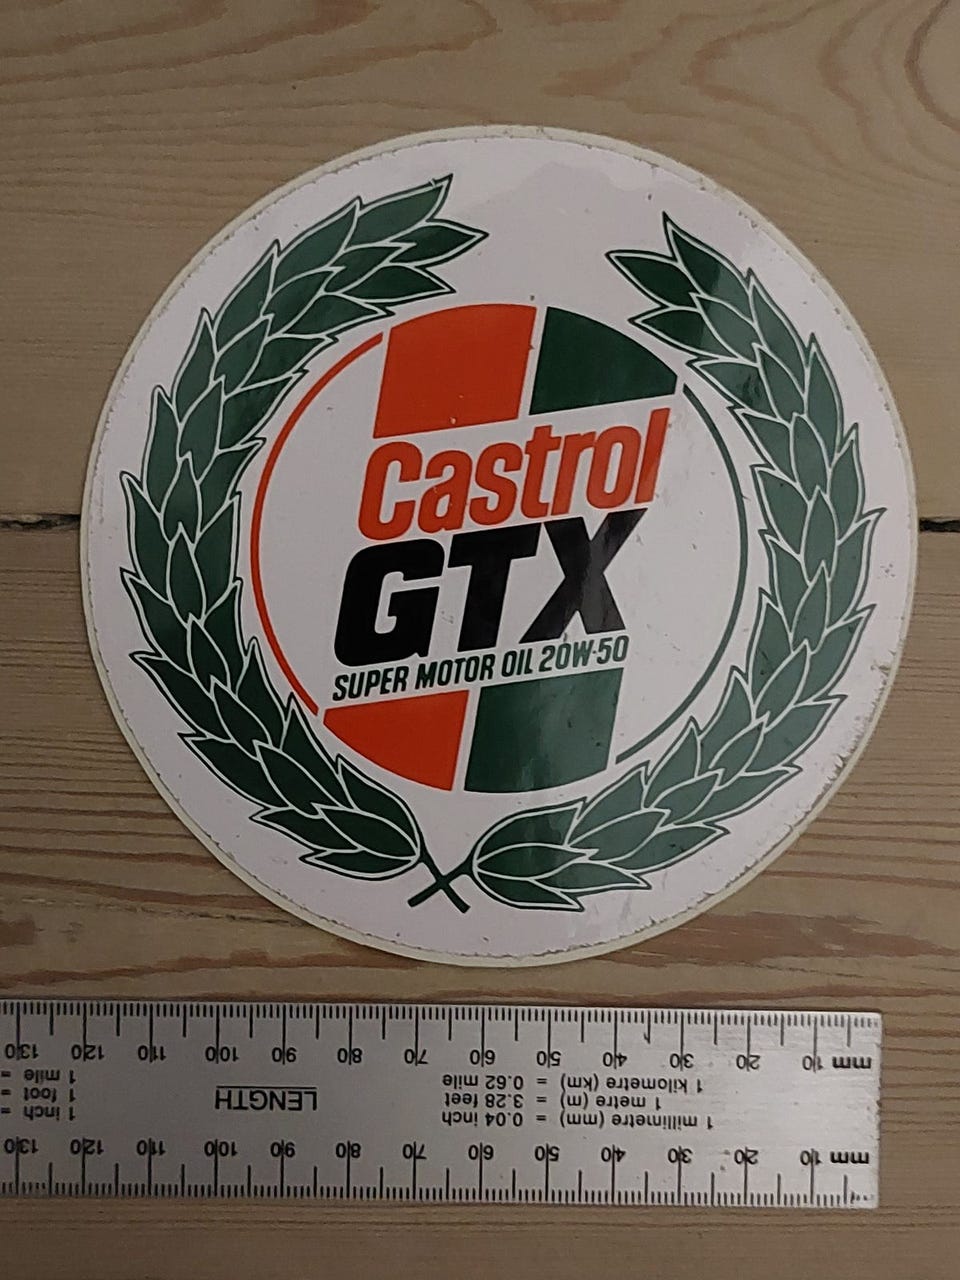 Castrol
GTX
SUPER MOTOR OIL 20W-50
mm 10 20 30 40 50 60 70 80 90 100 110 120 130
1 millimetre (mm) = 0.04 inch
1 metre (m) = 3.28 feet
1 kilometre (km) = 0.62 mile
LENGTH
1 inch =
1 foot =
1 mile =
mm 10 20 30 40 50 60 70 80 90 100 110 120 130